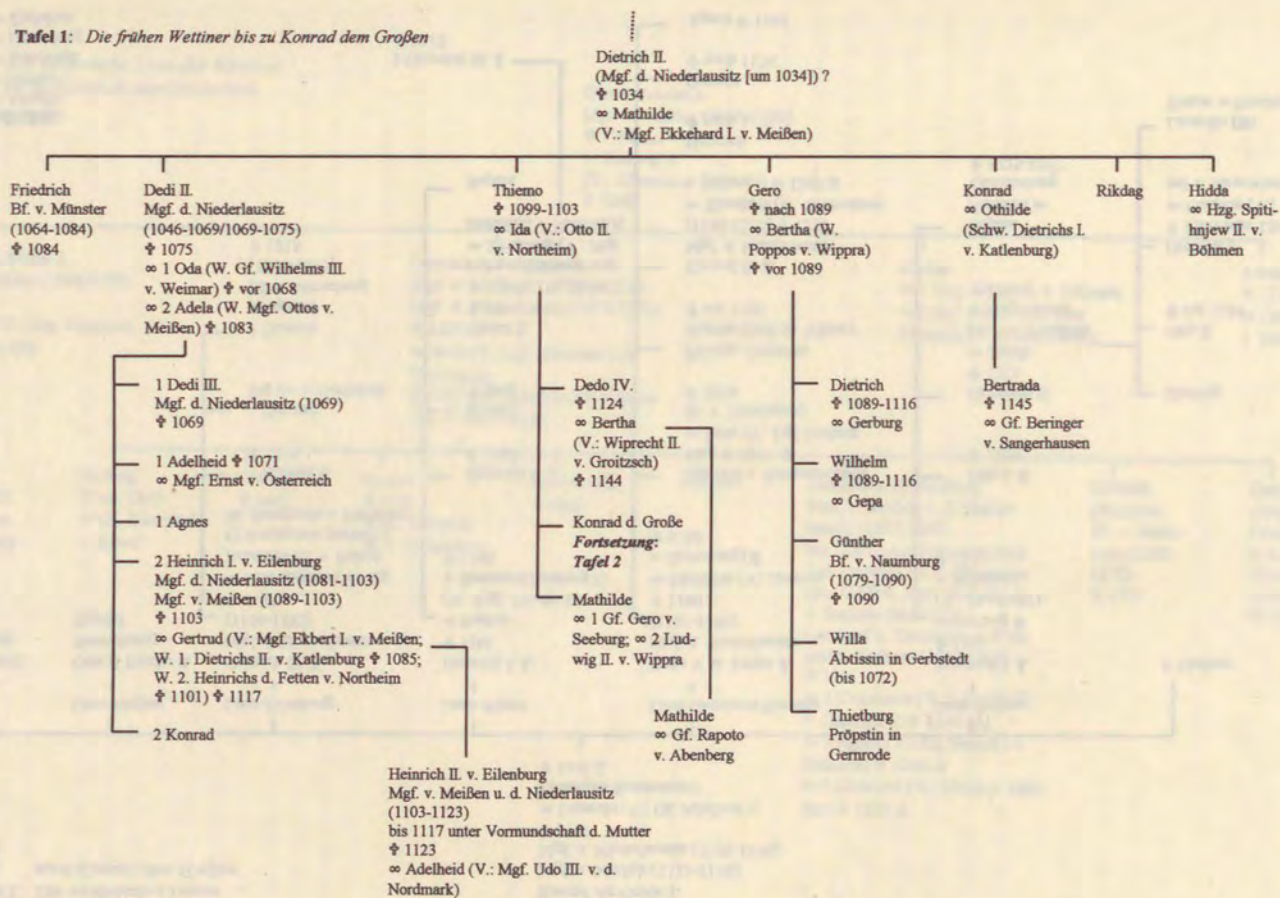 Tafel 1: Die frühen Wettiner bis zu Konrad dem Großen
Dietrich II.
(Mgf. d. Niederlausitz [um 1034]) ?
✝ 1034
∞ Mathilde
(V.: Mgf. Ekkehard I. v. Meißen)
Friedrich
Bf. v. Münster
(1064-1084)
✝ 1084
Dedi II.
Mgf. d. Niederlausitz
(1046-1069/1069-1075)
✝ 1075
∞ 1 Oda (W. Gf. Wilhelms III.
v. Weimar) ✝ vor 1068
∞ 2 Adela (W. Mgf. Ottos v.
Meißen) ✝ 1083
Thiemo
✝ 1099-1103
∞ Ida (V.: Otto II.
v. Northeim)
Gero
✝ nach 1089
∞ Bertha (W.
Poppos v. Wippra)
✝ vor 1089
Konrad
∞ Othilde
(Schw. Dietrichs I.
v. Katlenburg)
Rikdag
Hidda
∞ Hzg. Spiti-
hnjew II. v.
Böhmen
1 Dedi III.
Mgf. d. Niederlausitz (1069)
✝ 1069
1 Adelheid ✝ 1071
∞ Mgf. Ernst v. Österreich
1 Agnes
2 Heinrich I. v. Eilenburg
Mgf. d. Niederlausitz (1081-1103)
Mgf. v. Meißen (1089-1103)
✝ 1103
∞ Gertrud (V.: Mgf. Ekbert I. v. Meißen;
W. 1. Dietrichs II. v. Katlenburg ✝ 1085;
W. 2. Heinrichs d. Fetten v. Northeim
✝ 1101) ✝ 1117
2 Konrad
Heinrich II. v. Eilenburg
Mgf. v. Meißen u. d. Niederlausitz
(1103-1123)
bis 1117 unter Vormundschaft d. Mutter
✝ 1123
∞ Adelheid (V.: Mgf. Udo III. v. d.
Nordmark)
Dedo IV.
✝ 1124
∞ Bertha
(V.: Wiprecht II.
v. Groitzsch)
✝ 1144
Konrad d. Große
Fortsetzung:
Tafel 2
Mathilde
∞ 1 Gf. Gero v.
Seeburg; ∞ 2 Lud-
wig II. v. Wippra
Mathilde
∞ Gf. Rapoto
v. Abenberg
Dietrich
✝ 1089-1116
∞ Gerburg
Wilhelm
✝ 1089-1116
∞ Gepa
Günther
Bf. v. Naumburg
(1079-1090)
✝ 1090
Willa
Äbtissin in Gerbstedt
(bis 1072)
Thietburg
Pröpstin in
Gernrode
Bertrada
✝ 1145
∞ Gf. Beringer
v. Sangerhausen